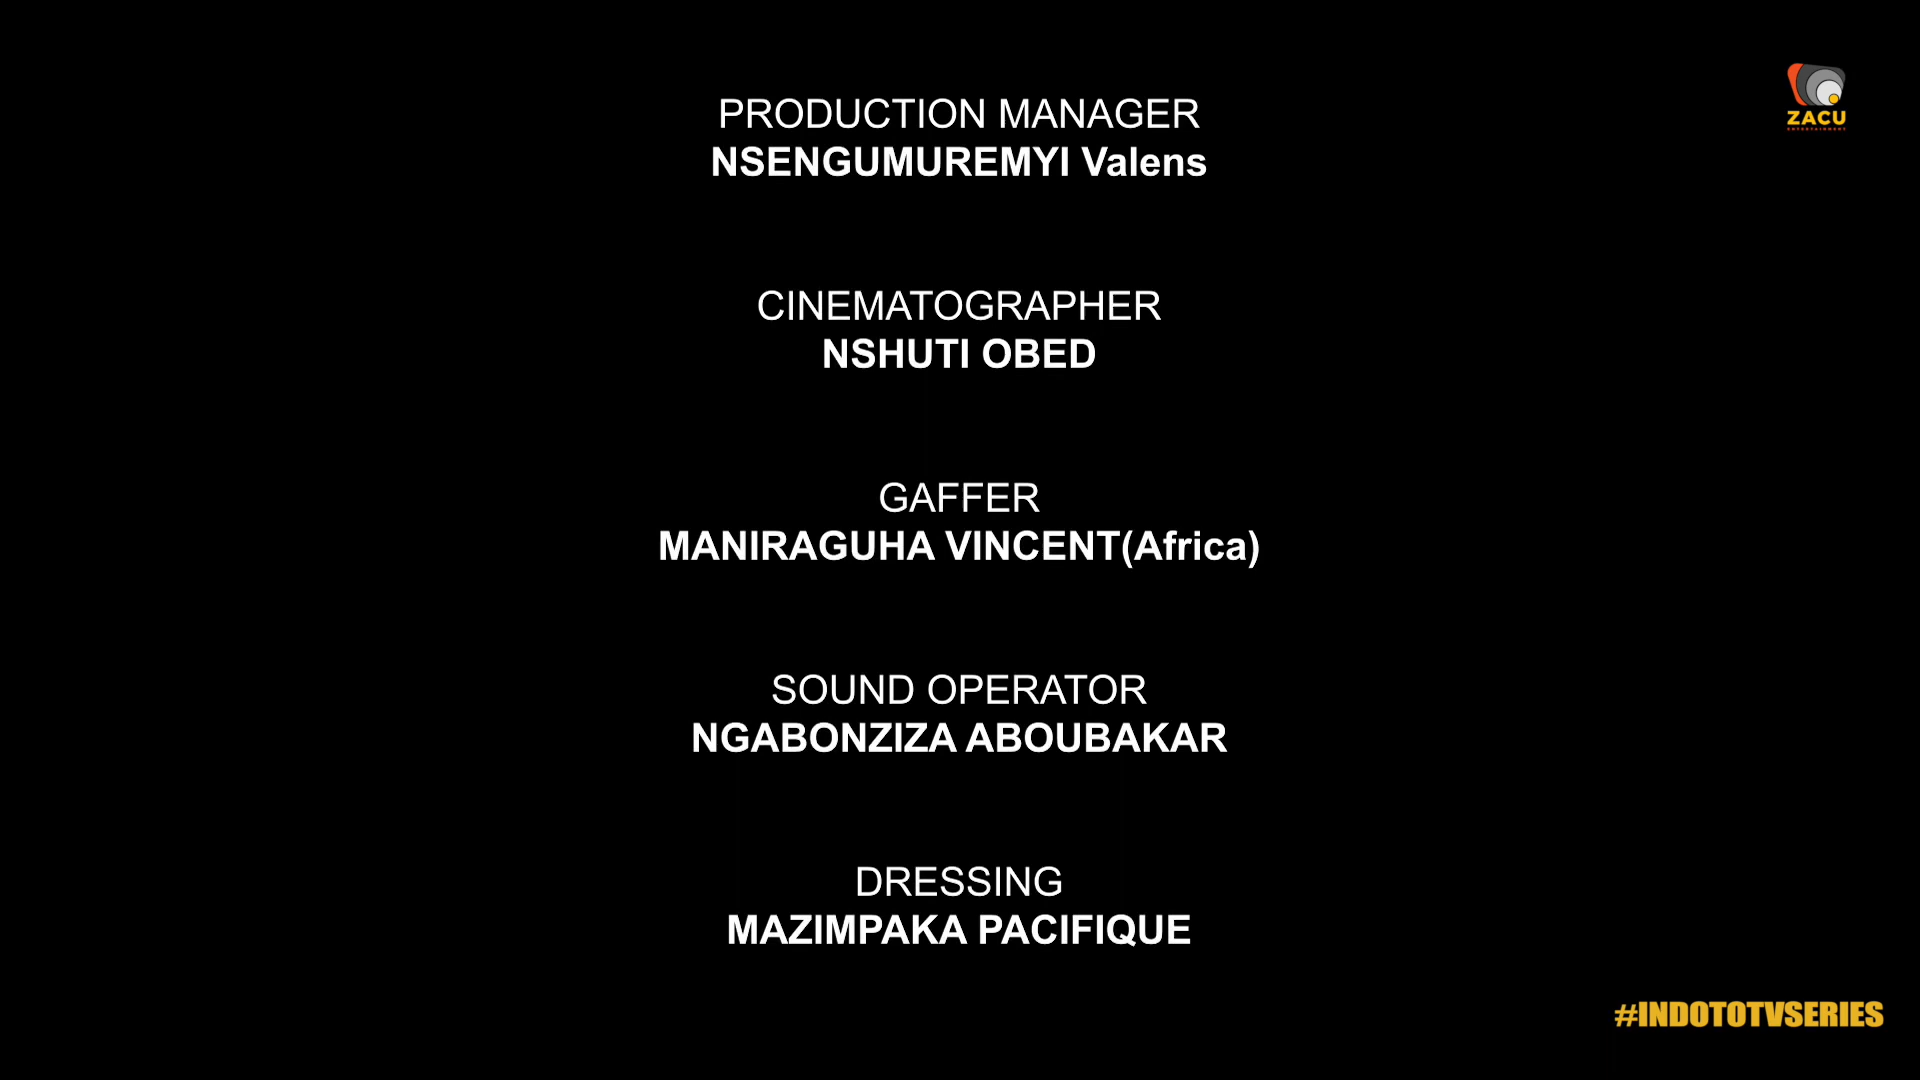 PRODUCTION MANAGER
NSENGUMUREMYI Valens
CINEMATOGRAPHER
NSHUTI OBED
GAFFER
MANIRAGUHA VINCENT(Africa)
SOUND OPERATOR
NGABONZIZA ABOUBAKAR
DRESSING
MAZIMPAKA PACIFIQUE
ZACU
ENTERTAINMENT
#INDOTOTVSERIES